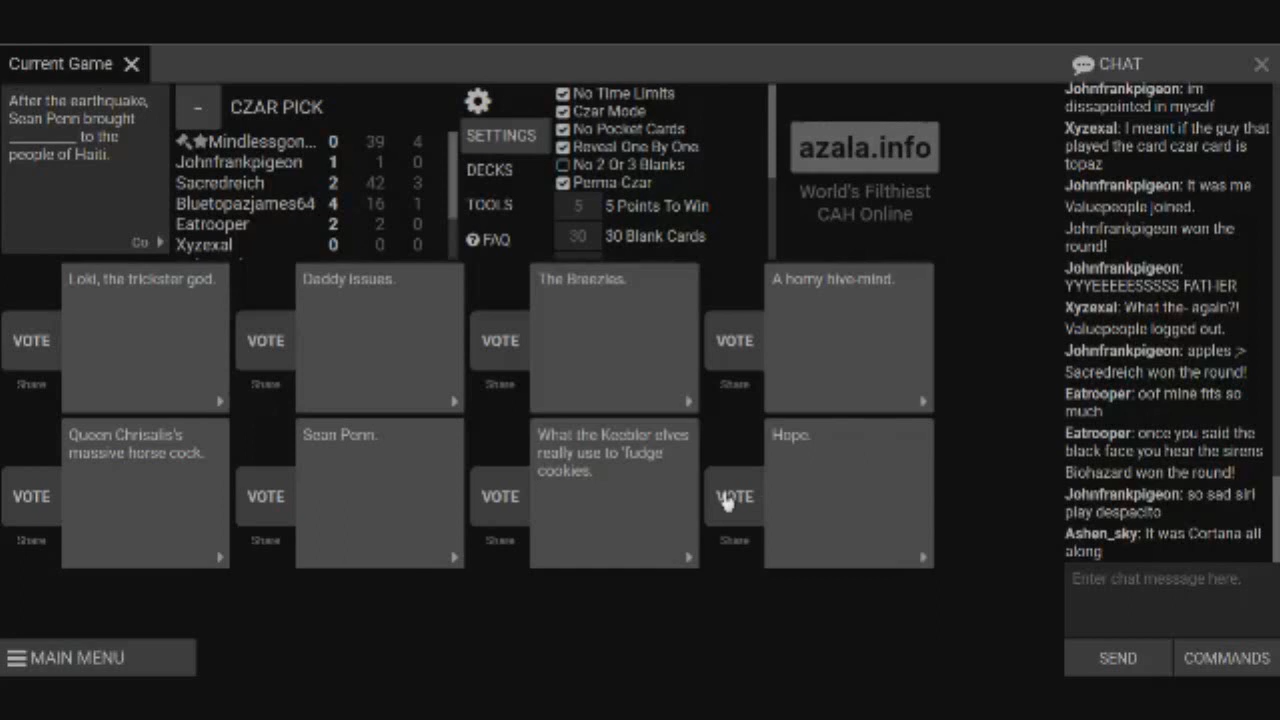 Current Game
CHAT
After the earthquake,
Sean Penn brought
________ to the
people of Haiti.
Go
-
CZAR PICK
Mindlessgon... 0 39 4
Johnfrankpigeon 1 1 0
Sacredreich 2 42 3
Bluetopazjames64 4 16 1
Eatrooper 2 2 0
Xyzexal 0 0 0
SETTINGS
DECKS
TOOLS
FAQ
No Time Limits
Czar Mode
No Pocket Cards
Reveal One By One
No 2 Or 3 Blanks
Perma Czar
5 5 Points To Win
30 30 Blank Cards
azala.info
World's Filthiest
CAH Online
Loki, the trickster god.
VOTE
Share
Daddy issues.
VOTE
Share
The Breezies.
VOTE
Share
A horny hive-mind.
VOTE
Share
Queen Chrisalis's
massive horse cock.
VOTE
Share
Sean Penn.
VOTE
Share
What the Keebler elves
really use to 'fudge
cookies.
VOTE
Share
Hope.
VOTE
Share
Johnfrankpigeon: im
dissapointed in myself
Xyzexal: I meant if the guy that
played the card czar card is
topaz
Johnfrankpigeon: It was me
Valuepeople joined.
Johnfrankpigeon won the
round!
Johnfrankpigeon:
YYYEEEEESSSSS FATHER
Xyzexal: What the- again?!
Valuepeople logged out.
Johnfrankpigeon: apples ;>
Sacredreich won the round!
Eatrooper: oof mine fits so
much
Eatrooper: once you said the
black face you hear the sirens
Biohazard won the round!
Johnfrankpigeon: so sad siri
play despacito
Ashen_sky: It was Cortana all
along
Enter chat message here.
SEND
COMMANDS
MAIN MENU